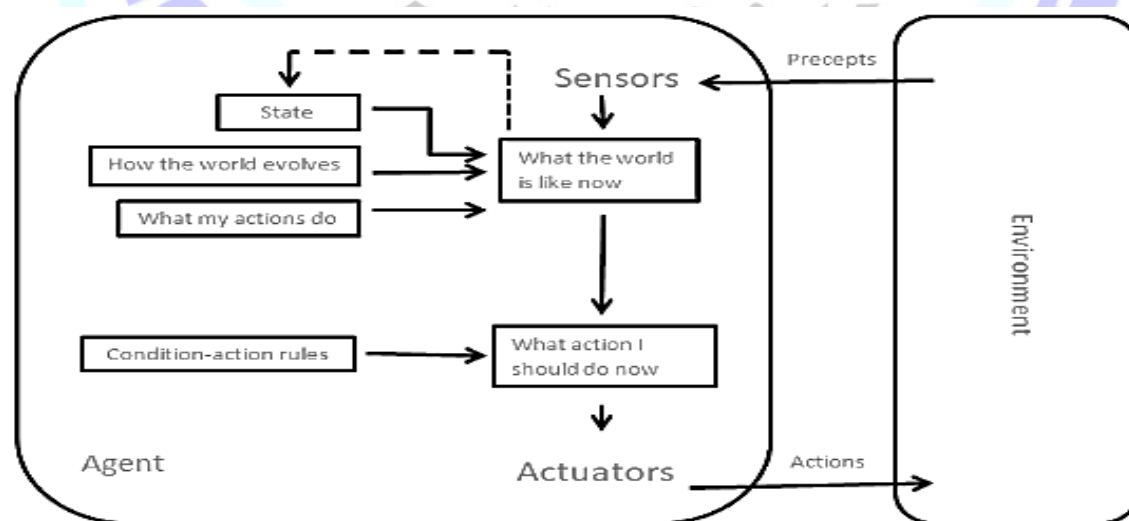 Precepts
Sensors
State
How the world evolves
What the world
is like now
What my actions do
Environment
Condition-action rules
What action I
should do now
Agent
Actuators
Actions